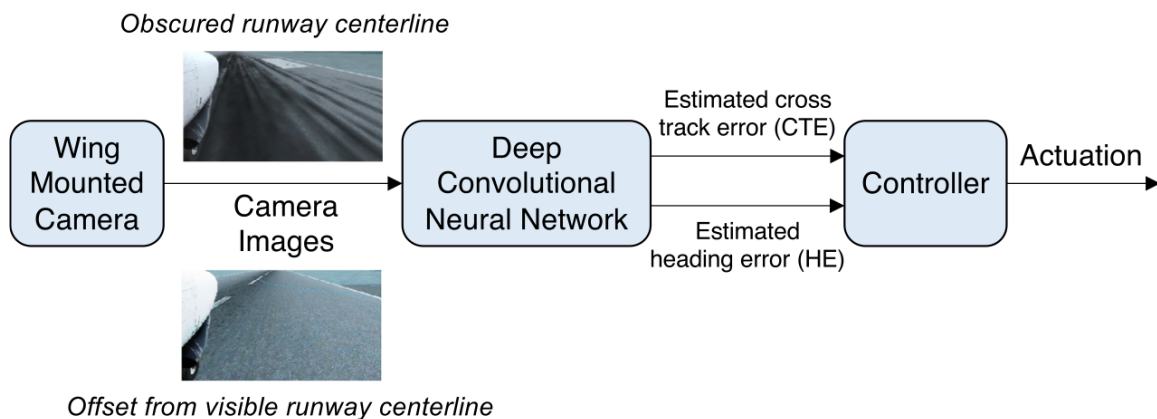 Obscured runway centerline
Wing
Mounted
Camera
Camera
Images
Deep
Convolutional
Neural Network
Estimated cross
track error (CTE)
Estimated
heading error (HE)
Controller
Actuation
Offset from visible runway centerline